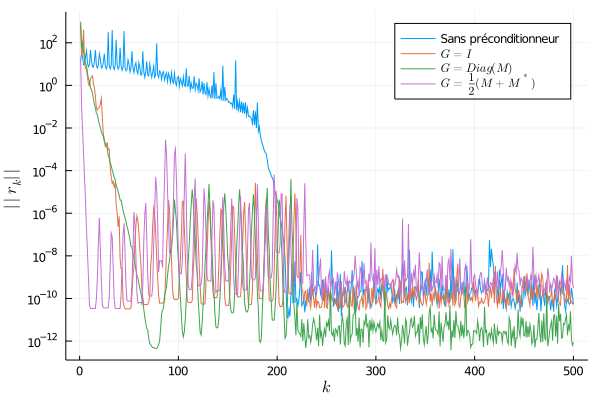 Sans préconditionneur
G = I
G = Diag(M)
G = \frac{1}{2}(M + M^*)
10^2
10^0
10^{-2}
10^{-4}
10^{-6}
10^{-8}
10^{-10}
10^{-12}
||r_k||
0 100 200 300 400 500
k